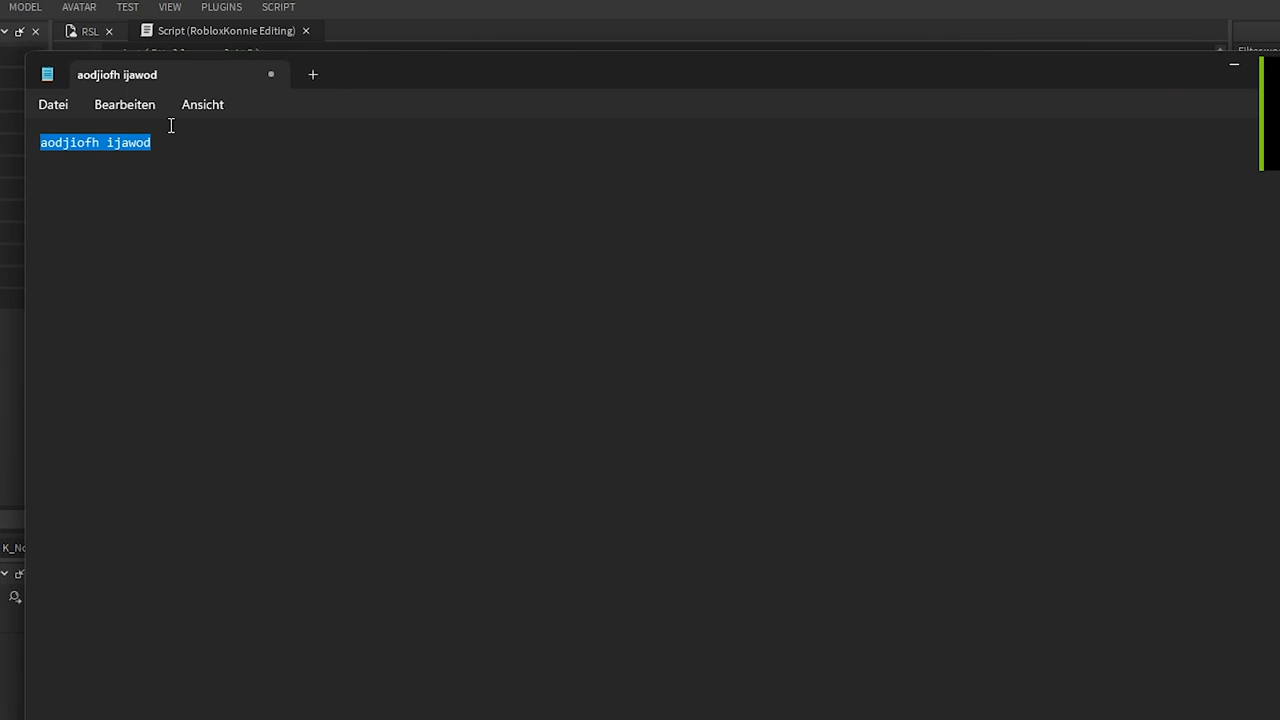 MODEL AVATAR TEST VIEW PLUGINS SCRIPT
RSL Script (RobloxKonnie Editing)
aodjiofh ijawod
Datei Bearbeiten Ansicht
aodjiofh ijawod